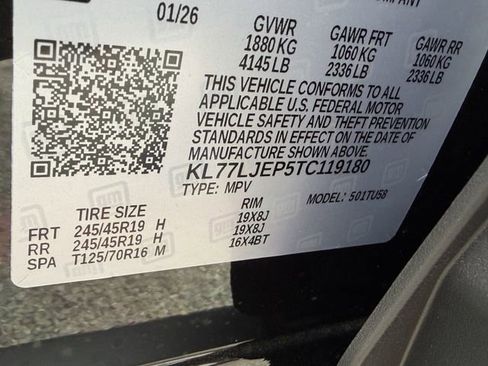 COMPANY
01/26 GVWR GAWR FRT GAWR RR
1880 KG 1060 KG 1060 KG
4145 LB 2336 LB 2336 LB
THIS VEHICLE CONFORMS TO ALL
APPLICABLE U.S. FEDERAL MOTOR
VEHICLE SAFETY AND THEFT PREVENTION
STANDARDS IN EFFECT ON THE DATE
OF MANUFACTURE SHOWN ABOVE.
KL77LJEP5TC119180
TYPE: MPV 501TU58
TIRE SIZE RIM
FRT 245/45R19 H 19X8J
RR 245/45R19 H 19X8J
SPA T125/70R16 M 16X4BT